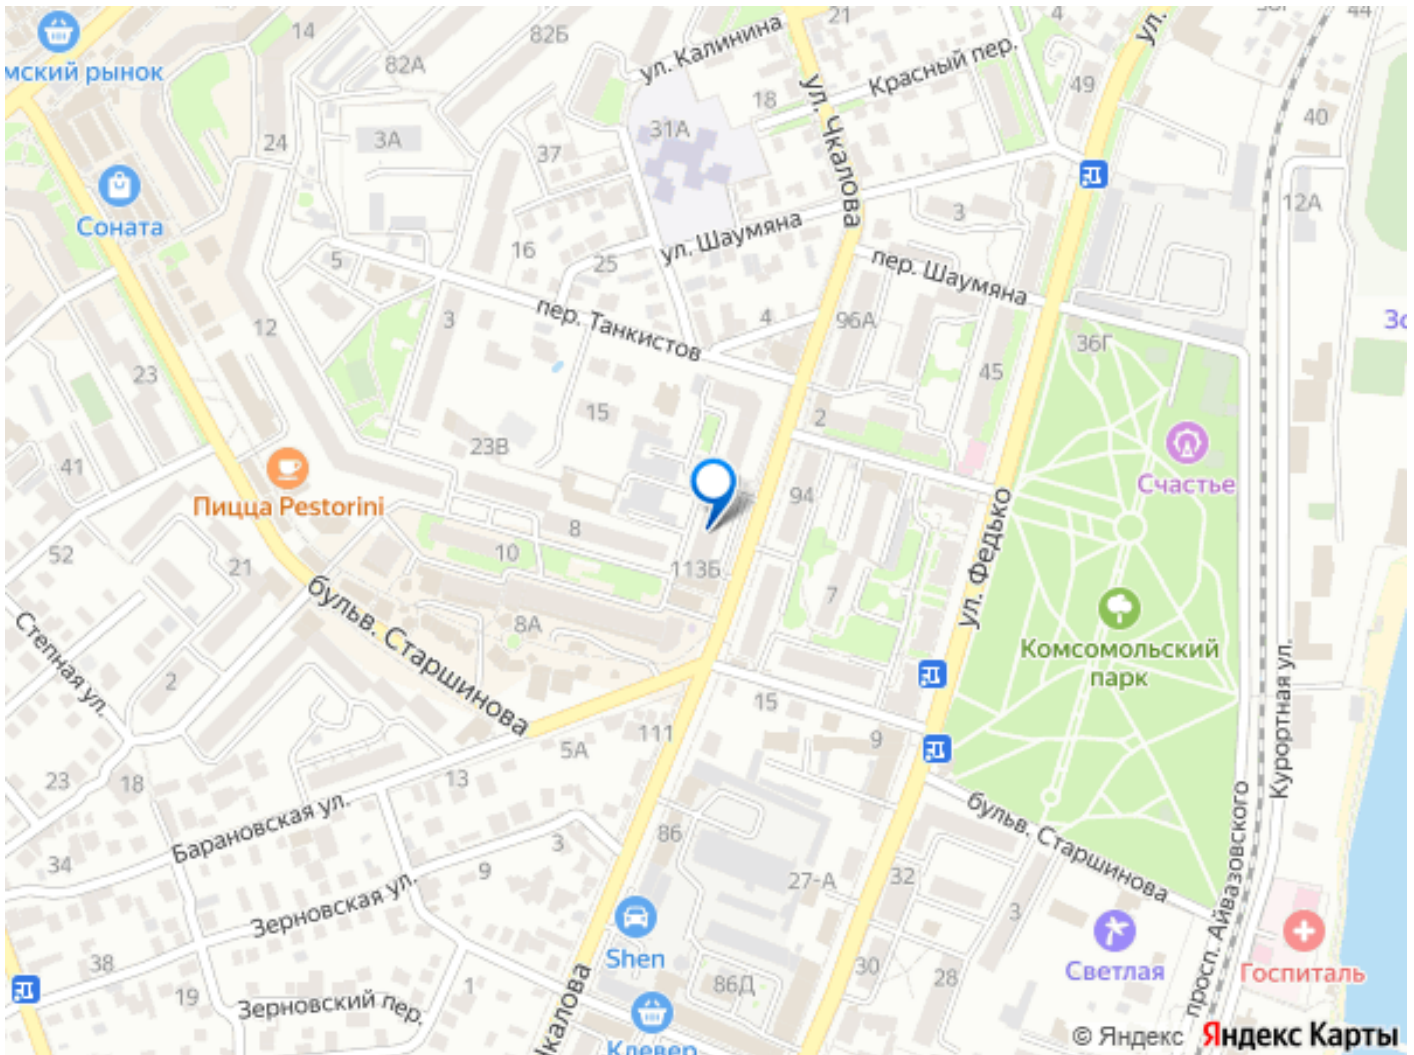 21
4
44
14
82Б
ул. Калинина
ул.
мский рынок
82А
Красный пер.
49
18
40
ул. Чкалова
24
3А
37
31А
Соната
12А
16
3
5
25
ул. Шаумяна
пер. Шаумяна
3
пер. Танкистов
4
96А
Зо
12
36Г
23
45
15
2
41
23В
Счастье
Пицца Pestorini
94
ул. Федько
8
10
52
113Б
21
7
бульв. Старшинова
8А
Комсомольский
парк
Степная ул.
2
15
Курортная ул.
111
5А
9
23
18
13
Барановская ул.
бульв. Старшинова
86
3
34
9
27-А
32
Зерновская ул.
3
просп. Айвазовского
Shen
Светлая
Госпиталь
38
30
28
19
1
86Д
Зерновский пер.
Чкалова
Клевер
© Яндекс Яндекс Карты